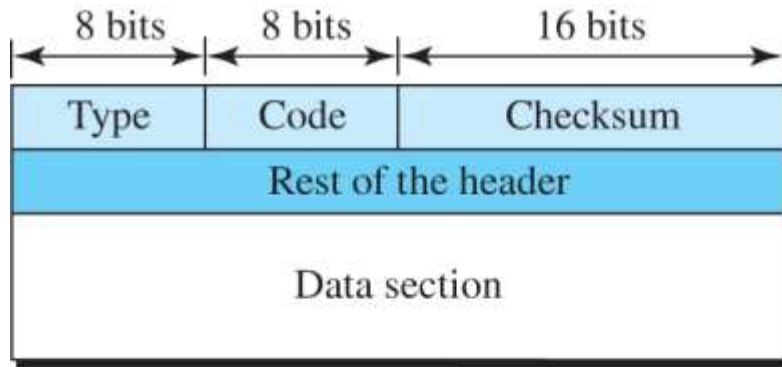 8 bits 8 bits 16 bits
Type Code Checksum
Rest of the header
Data section